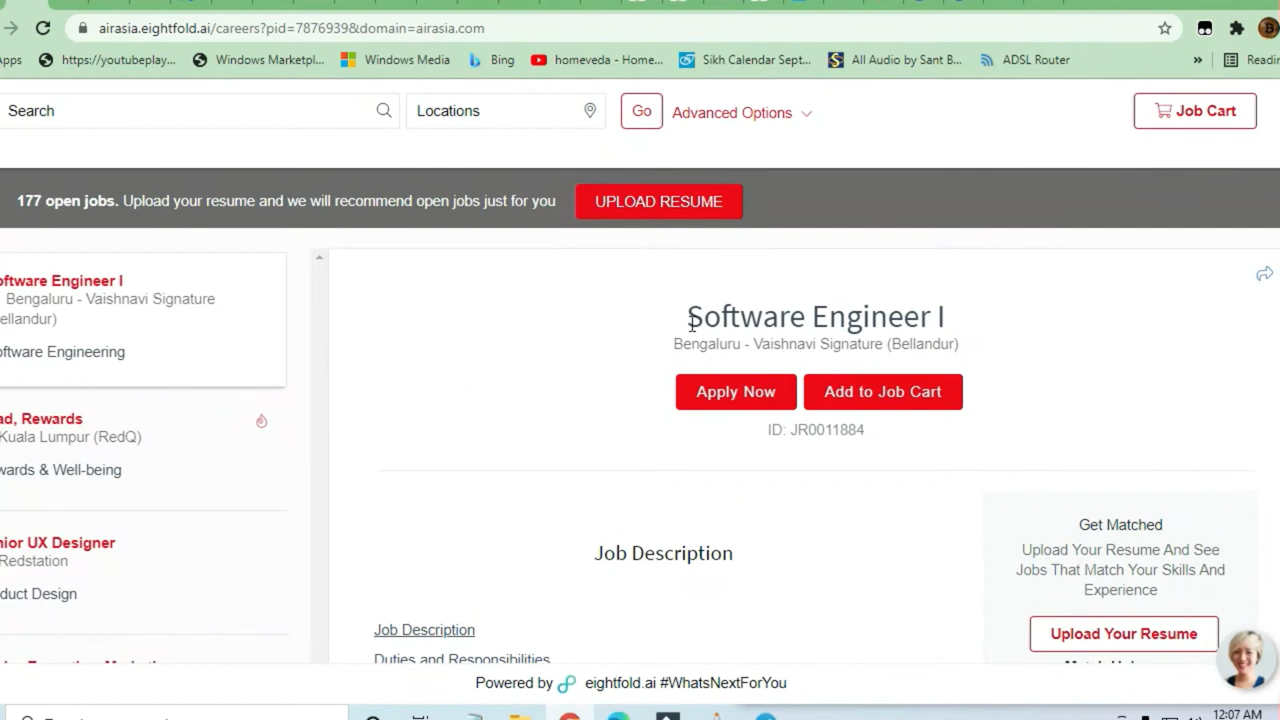 airasia.eightfold.ai/careers?pid=7876939&domain=airasia.com
Apps https://youtubeplay... Windows Marketpl... Windows Media Bing homeveda - Home... Sikh Calendar Sept... All Audio by Sant B... ADSL Router » Readin
Search Locations Go Advanced Options Job Cart
177 open jobs. Upload your resume and we will recommend open jobs just for you UPLOAD RESUME
oftware Engineer I
Bengaluru - Vaishnavi Signature
ellandur)
oftware Engineering
ad, Rewards
Kuala Lumpur (RedQ)
wards & Well-being
nior UX Designer
Redstation
duct Design
Software Engineer I
Bengaluru - Vaishnavi Signature (Bellandur)
Apply Now Add to Job Cart
ID: JR0011884
Job Description
Job Description
Duties and Responsibilities
Get Matched
Upload Your Resume And See
Jobs That Match Your Skills And
Experience
Upload Your Resume
Powered by eightfold.ai #WhatsNextForYou
12:07 AM